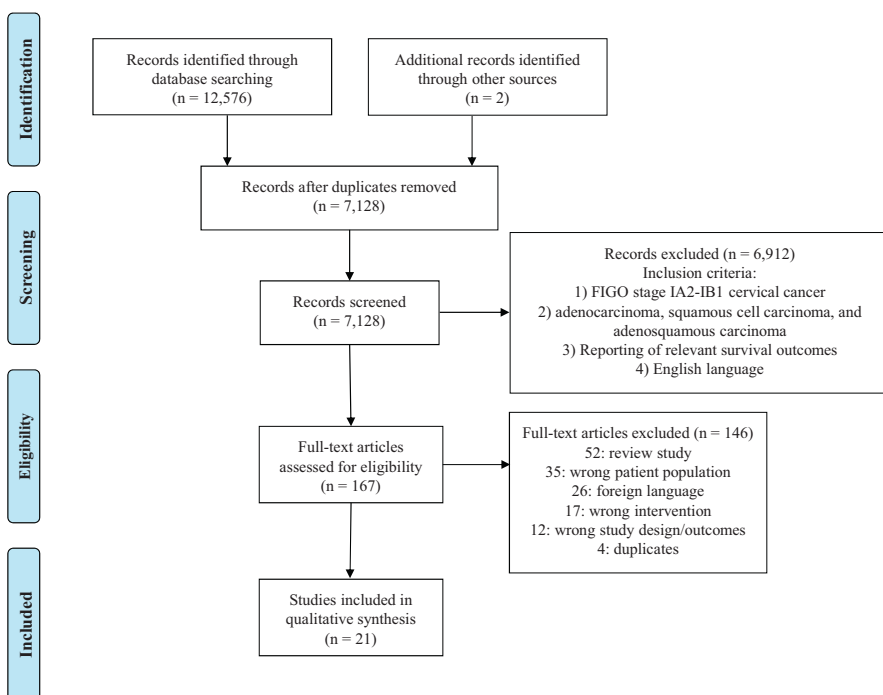 Identification
Records identified through
database searching
(n = 12,576)
Additional records identified
through other sources
(n = 2)
Records after duplicates removed
(n = 7,128)
Screening
Records screened
(n = 7,128)
Records excluded (n = 6,912)
Inclusion criteria:
1) FIGO stage IA2-IB1 cervical cancer
2) adenocarcinoma, squamous cell carcinoma, and
adenosquamous carcinoma
3) Reporting of relevant survival outcomes
4) English language
Eligibility
Full-text articles
assessed for eligibility
(n = 167)
Full-text articles excluded (n = 146)
52: review study
35: wrong patient population
26: foreign language
17: wrong intervention
12: wrong study design/outcomes
4: duplicates
Included
Studies included in
qualitative synthesis
(n = 21)